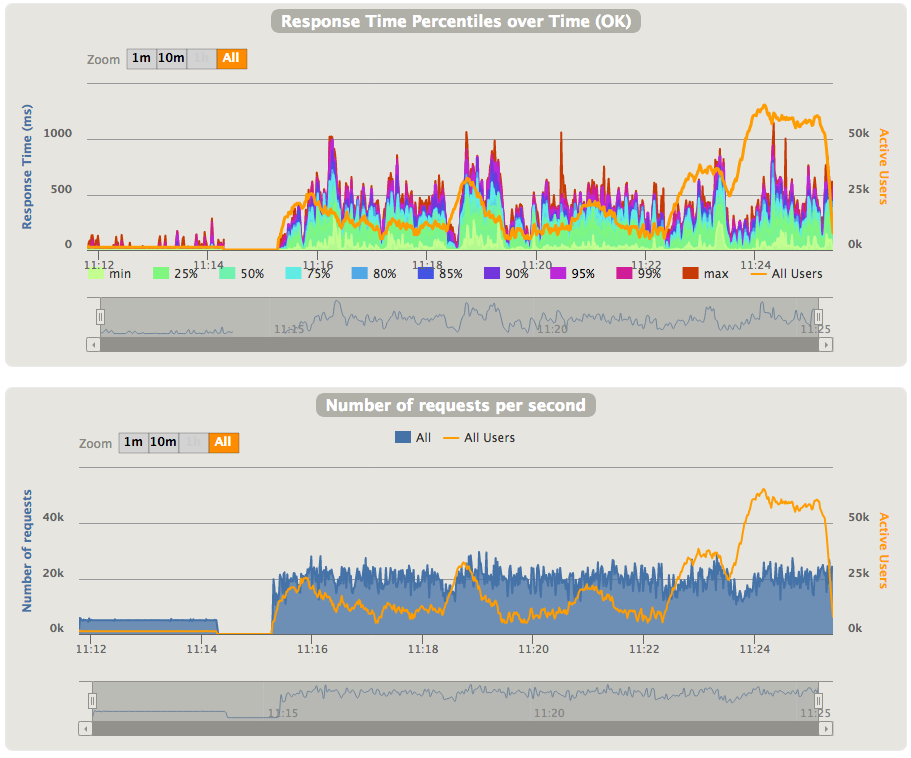 Response Time Percentiles over Time (OK)
Zoom 1m 10m 1h All
Response Time (ms)
1000
500
0
50k
25k
0k
Active Users
11:12 11:14 11:16 11:18 11:20 11:22 11:24
min 25% 50% 75% 80% 85% 90% 95% 99% max All Users
11:15 11:20 11:25
Number of requests per second
Zoom 1m 10m 1h All
All All Users
Number of requests
40k
20k
0k
50k
25k
0k
Active Users
11:12 11:14 11:16 11:18 11:20 11:22 11:24
11:15 11:20 11:25